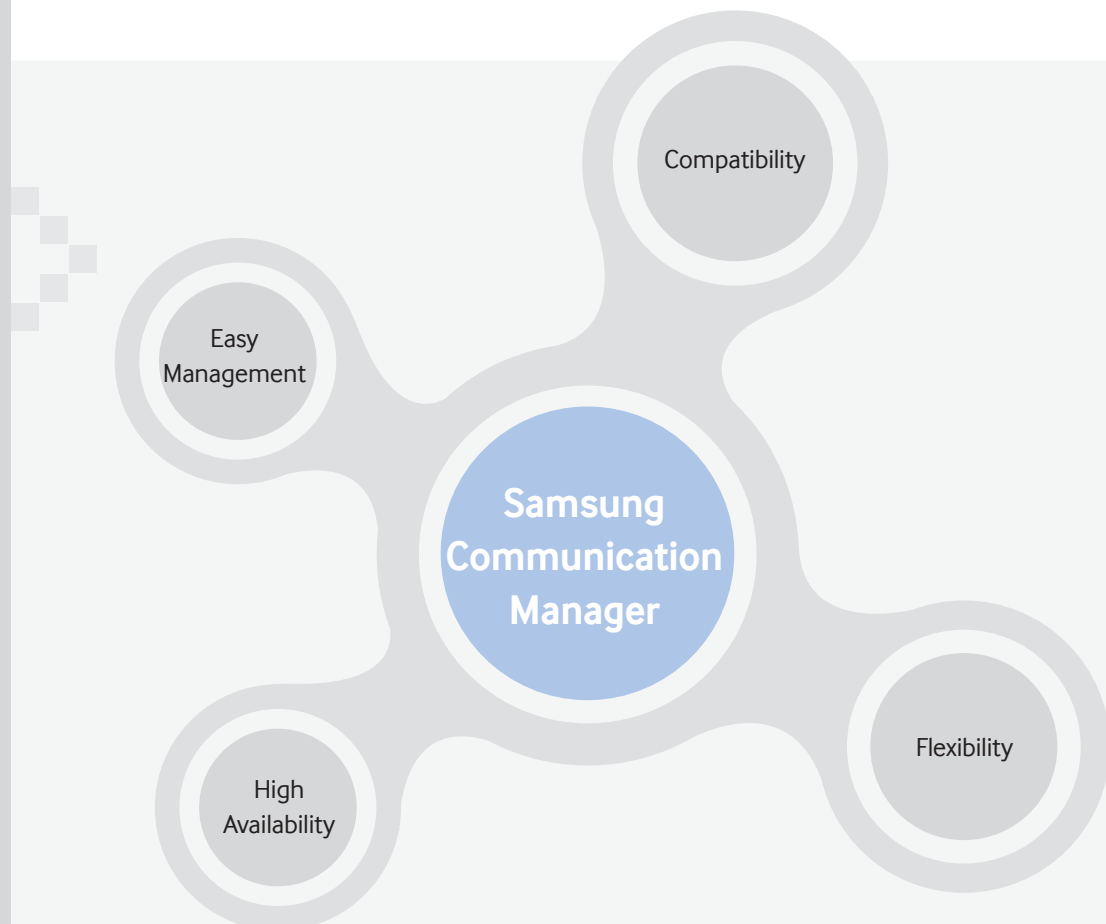 Compatibility
Easy
Management
Samsung
Communication
Manager
Flexibility
High
Availability